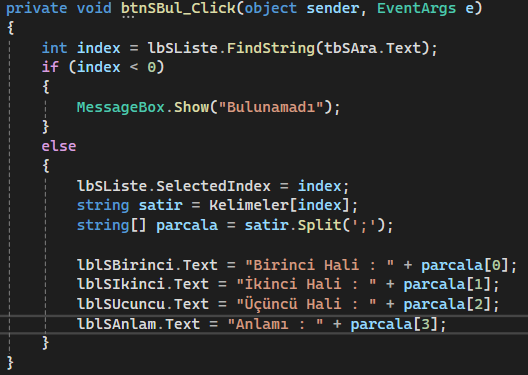 private void btnSBul_Click(object sender, EventArgs e)
{
int index = lbSListe.FindString(tbSAra.Text);
if (index < 0)
{
MessageBox.Show("Bulunamadı");
}
else
{
lbSListe.SelectedIndex = index;
string satir = Kelimeler[index];
string[] parcala = satir.Split(';');
lblSBirinci.Text = "Birinci Hali : " + parcala[0];
lblSIkinci.Text = "İkinci Hali : " + parcala[1];
lblSUcuncu.Text = "Üçüncü Hali : " + parcala[2];
lblSAnlam.Text = "Anlamı : " + parcala[3];
}
}